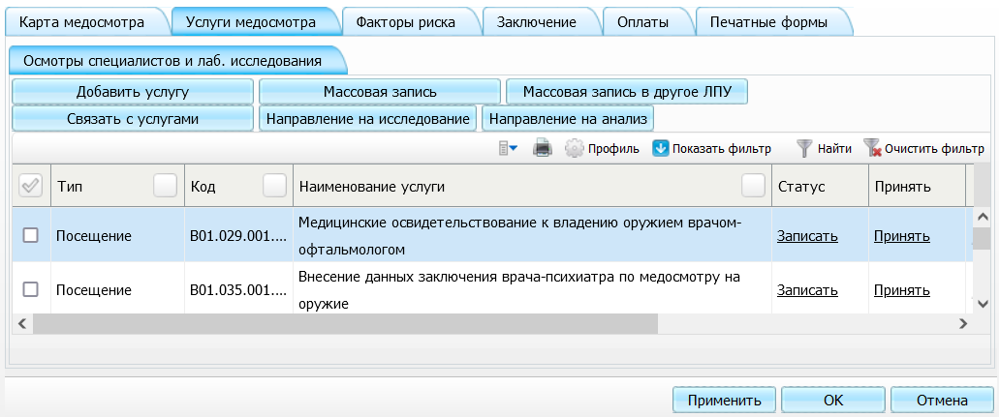 Карта медосмотра Услуги медосмотра Факторы риска Заключение Оплаты Печатные формы
Осмотры специалистов и лаб. исследования
Добавить услугу Массовая запись Массовая запись в другое ЛПУ
Связать с услугами Направление на исследование Направление на анализ
Профиль Показать фильтр Найти Очистить фильтр
Тип Код Наименование услуги Статус Принять
Посещение B01.029.001.... Медицинские освидетельствование к владению оружием врачом-
офтальмологом Записать Принять
Посещение B01.035.001.... Внесение данных заключения врача-психиатра по медосмотру на
оружие Записать Принять
Применить OK Отмена